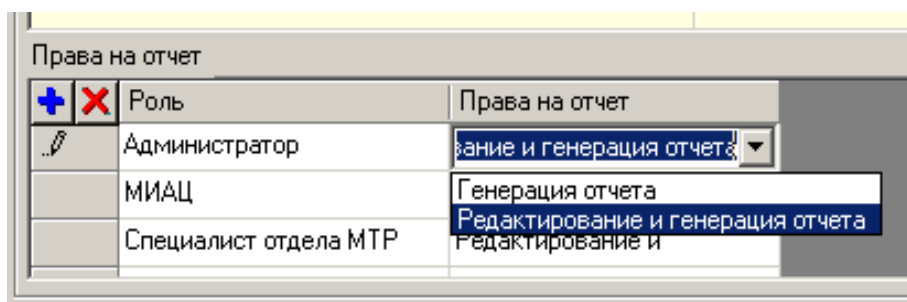 Права на отчет
Роль Права на отчет
Администратор вание и генерация отчета
МИАЦ Генерация отчета
Редактирование и генерация отчета
Специалист отдела МТР Редактирование и